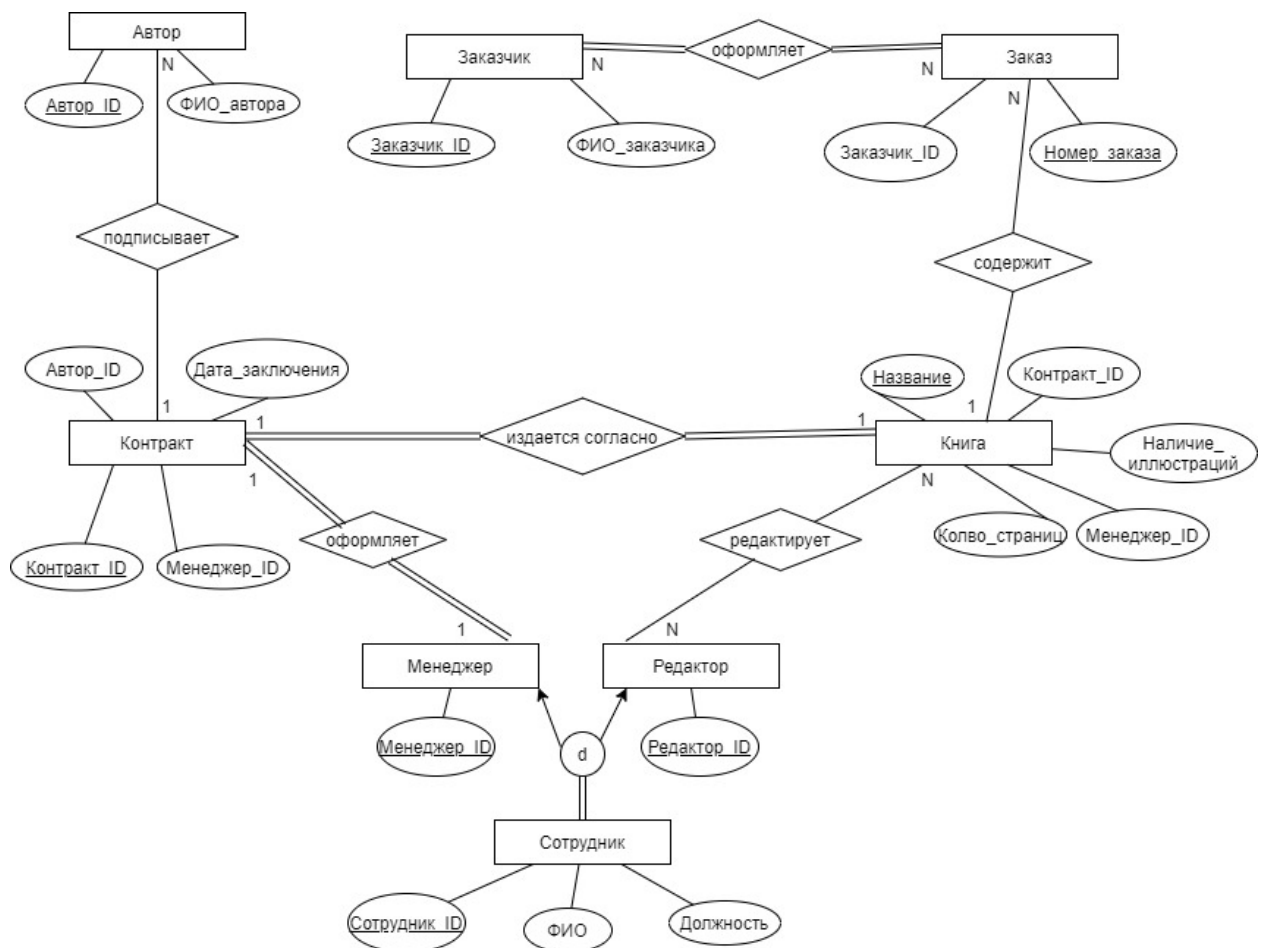 Автор
N
Автор_ID
ФИО_автора
Заказчик
N
оформляет
N
Заказ
N
Заказчик_ID
ФИО_заказчика
Заказчик_ID
Номер_заказа
подписывает
содержит
Автор_ID
Дата_заключения
1
1
Контракт
1
издается согласно
Название
1
Контракт_ID
1
Книга
N
Наличие_
иллюстраций
Контракт_ID
Менеджер_ID
оформляет
редактирует
Колво_страниц
Менеджер_ID
1
N
Менеджер
Редактор
Менеджер_ID
d
Редактор_ID
Сотрудник
Сотрудник_ID
ФИО
Должность